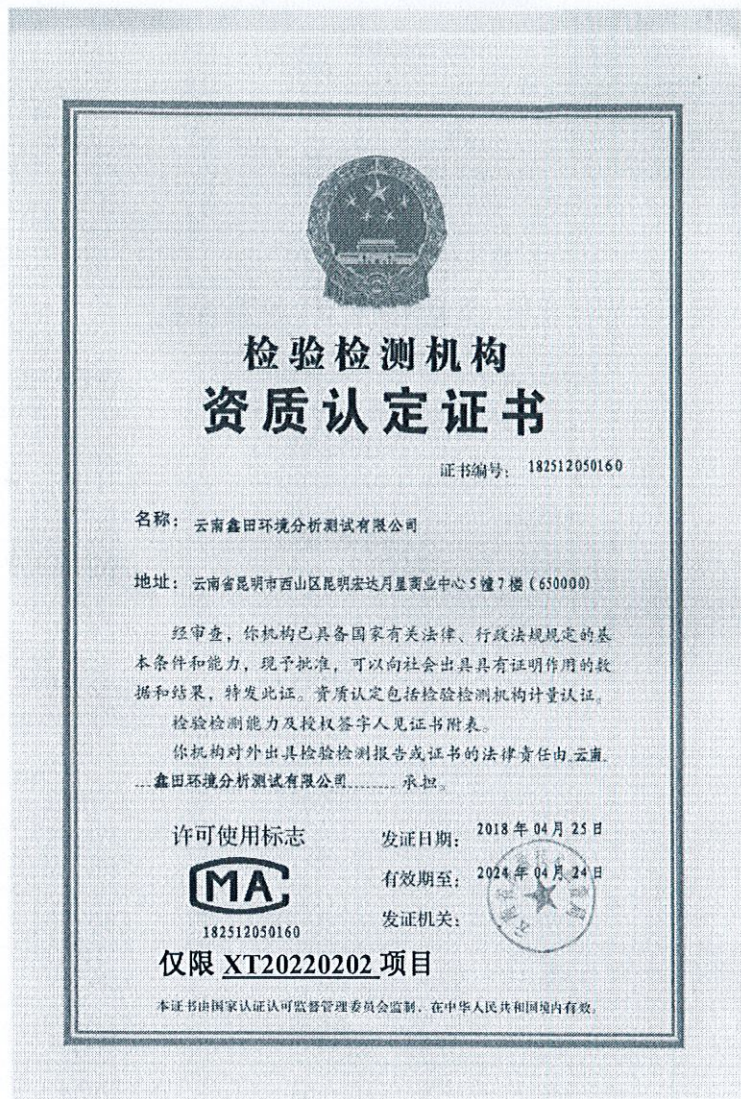 检验检测机构
资质认定证书
证书编号： 182512050160
名称： 云南鑫田环境分析测试有限公司
地址： 云南省昆明市西山区昆明宏达月星商业中心5幢7楼（650000)
经审查，你机构已具备国家有关法律、行政法规规定的基
本条件和能力，现予批准，可以向社会出具具有证明作用的数
据和结果，特发此证。资质认定包括检验检测机构计量认证。
检验检测能力及授权签字人见证书附表。
你机构对外出具检验检测报告或证书的法律责任由 云南
鑫田环境分析测试有限公司 承担。
许可使用标志
MA
182512050160
发证日期： 2018年04月25日
有效期至： 2024年04月24日
发证机关：
仅限 XT20220202 项目
本证书由国家认证认可监督管理委员会监制，在中华人民共和国境内有效。